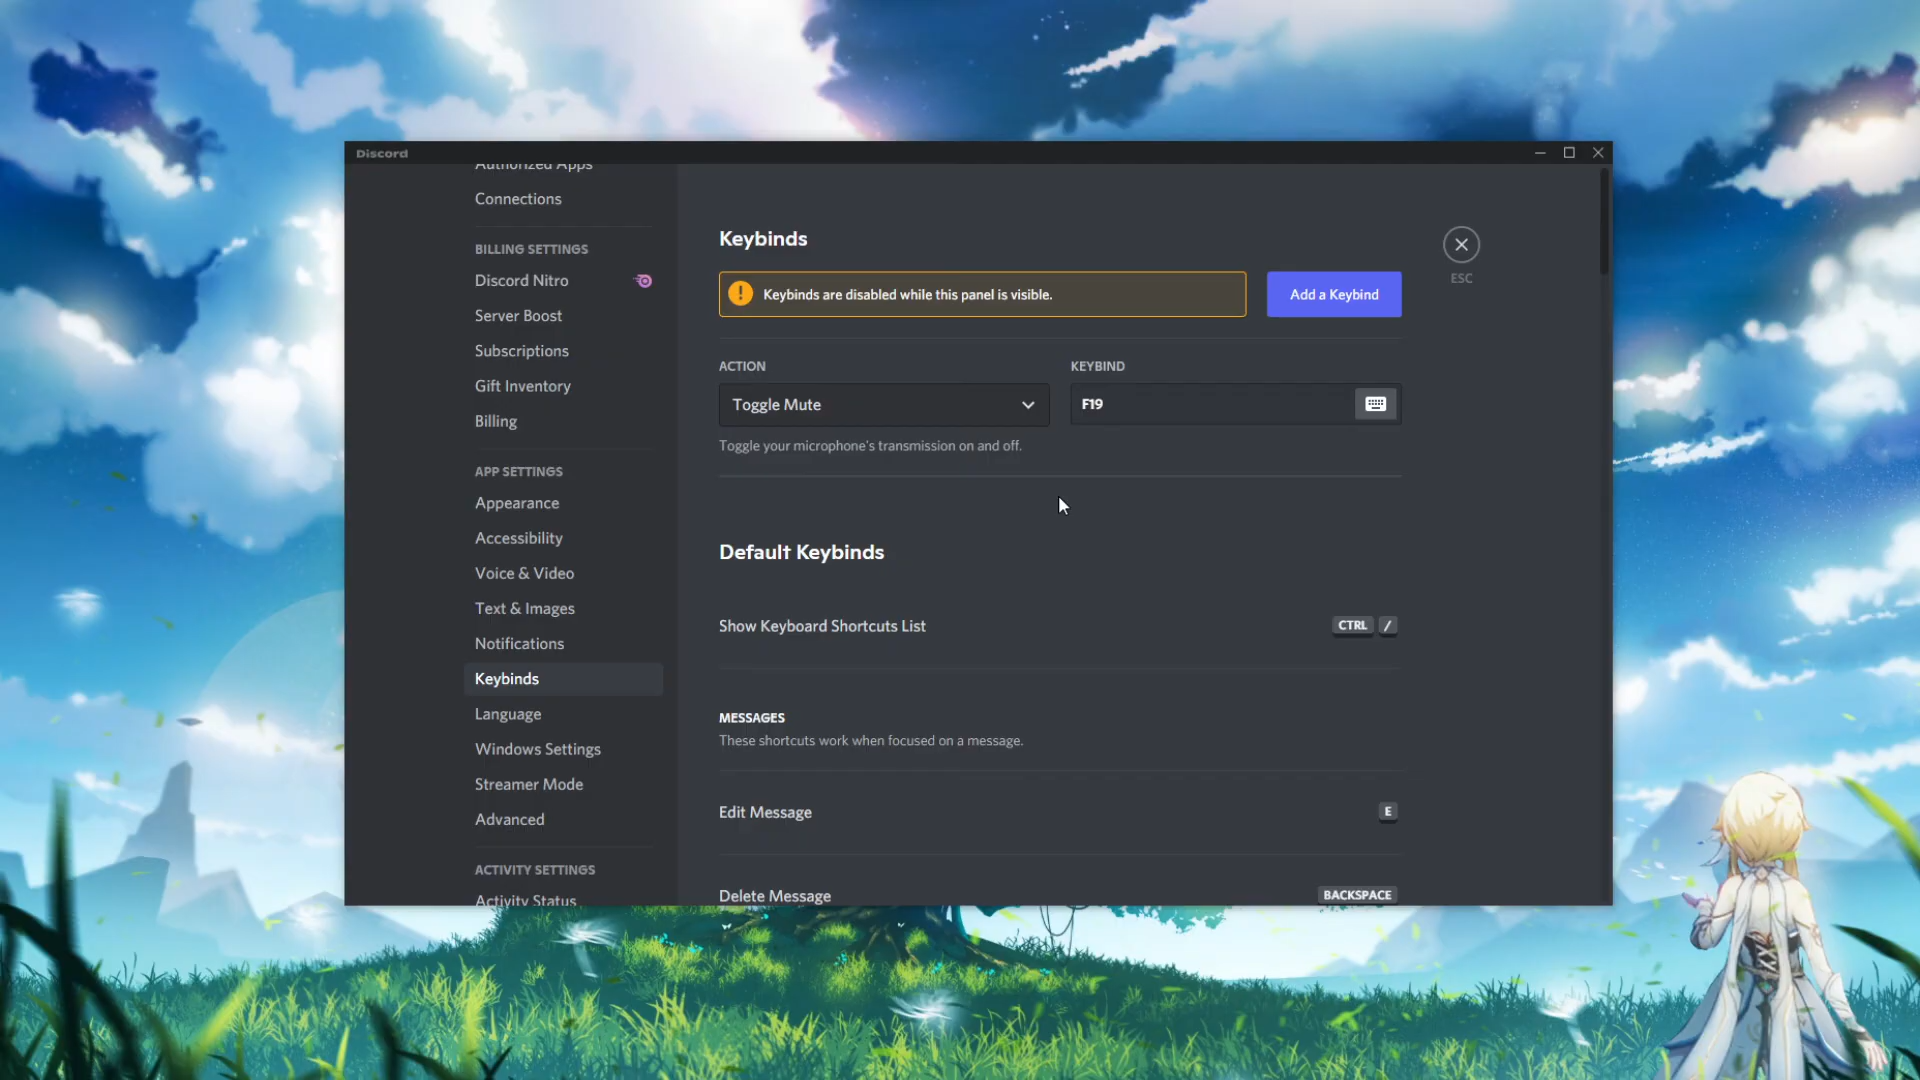 Discord
Authorized Apps
Connections
BILLING SETTINGS
Discord Nitro
Server Boost
Subscriptions
Gift Inventory
Billing
APP SETTINGS
Appearance
Accessibility
Voice & Video
Text & Images
Notifications
Keybinds
Language
Windows Settings
Streamer Mode
Advanced
ACTIVITY SETTINGS
Activity Status
Keybinds
Keybinds are disabled while this panel is visible.
Add a Keybind
ESC
ACTION
KEYBIND
Toggle Mute
F19
Toggle your microphone's transmission on and off.
Default Keybinds
Show Keyboard Shortcuts List
CTRL /
MESSAGES
These shortcuts work when focused on a message.
Edit Message
E
Delete Message
BACKSPACE